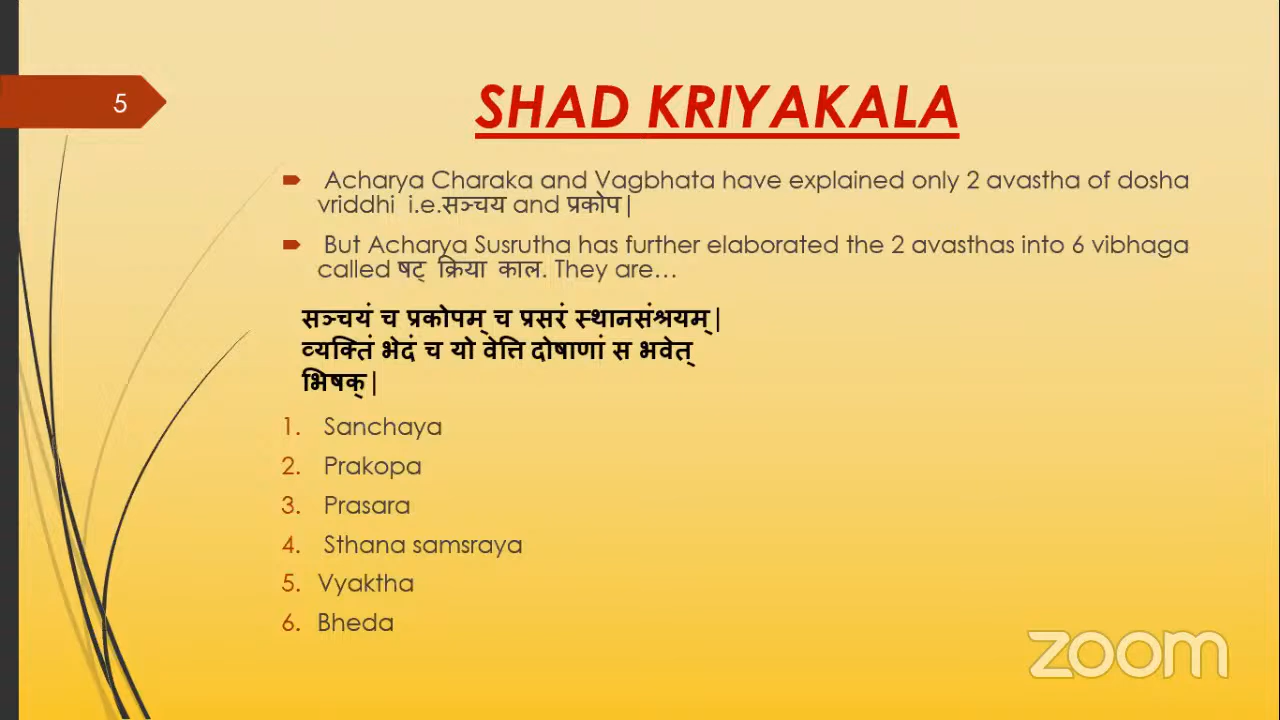 5
SHAD KRIYAKALA
Acharya Charaka and Vagbhata have explained only 2 avastha of dosha
vriddhi i.e.सञ्चय and प्रकोप|
But Acharya Susrutha has further elaborated the 2 avasthas into 6 vibhaga
called षट् क्रिया काल. They are...
सञ्चयं च प्रकोपम् च प्रसरं स्थानसंश्रयम्|
व्यक्तिं भेदं च यो वेत्ति दोषाणां स भवेत्
भिषक्|
1. Sanchaya
2. Prakopa
3. Prasara
4. Sthana samsraya
5. Vyaktha
6. Bheda
zoom